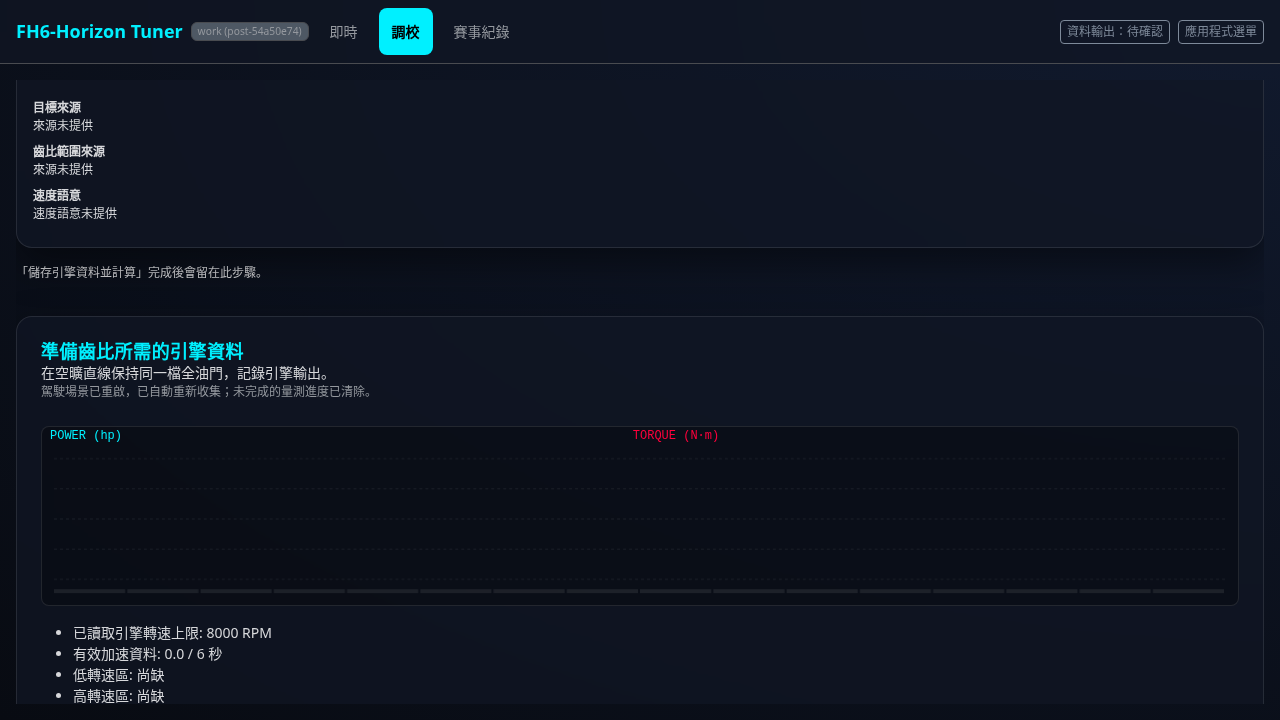 FH6-Horizon Tuner work (post-54a50e74) 即時 調校 賽事紀錄 資料輸出：待確認 應用程式選單
目標來源
來源未提供
齒比範圍來源
來源未提供
速度語意
速度語意未提供
「儲存引擎資料並計算」完成後會留在此步驟。
準備齒比所需的引擎資料
在空曠直線保持同一檔全油門，記錄引擎輸出。
駕駛場景已重啟，已自動重新收集；未完成的量測進度已清除。
POWER (hp) TORQUE (N·m)
已讀取引擎轉速上限: 8000 RPM
有效加速資料: 0.0 / 6 秒
低轉速區: 尚缺
高轉速區: 尚缺